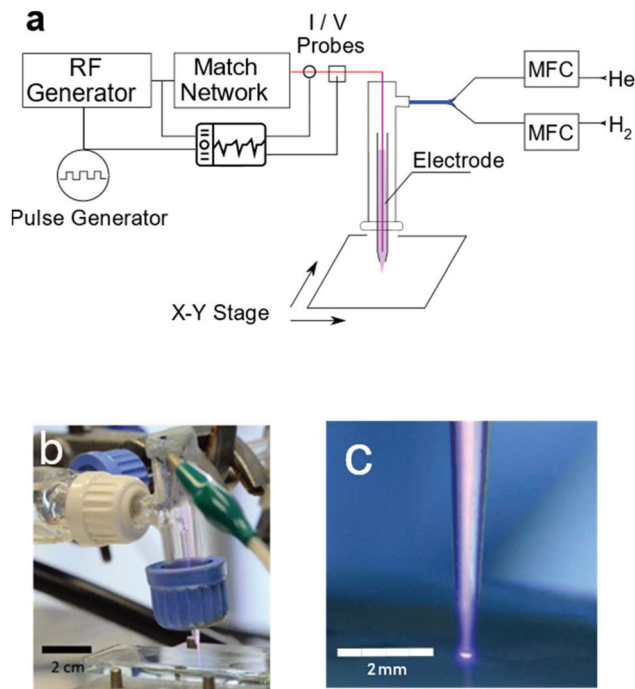 a
I / V
Probes
RF
Generator
Match
Network
MFC
He
MFC
H2
Electrode
Pulse Generator
X-Y Stage
b
2 cm
c
2 mm